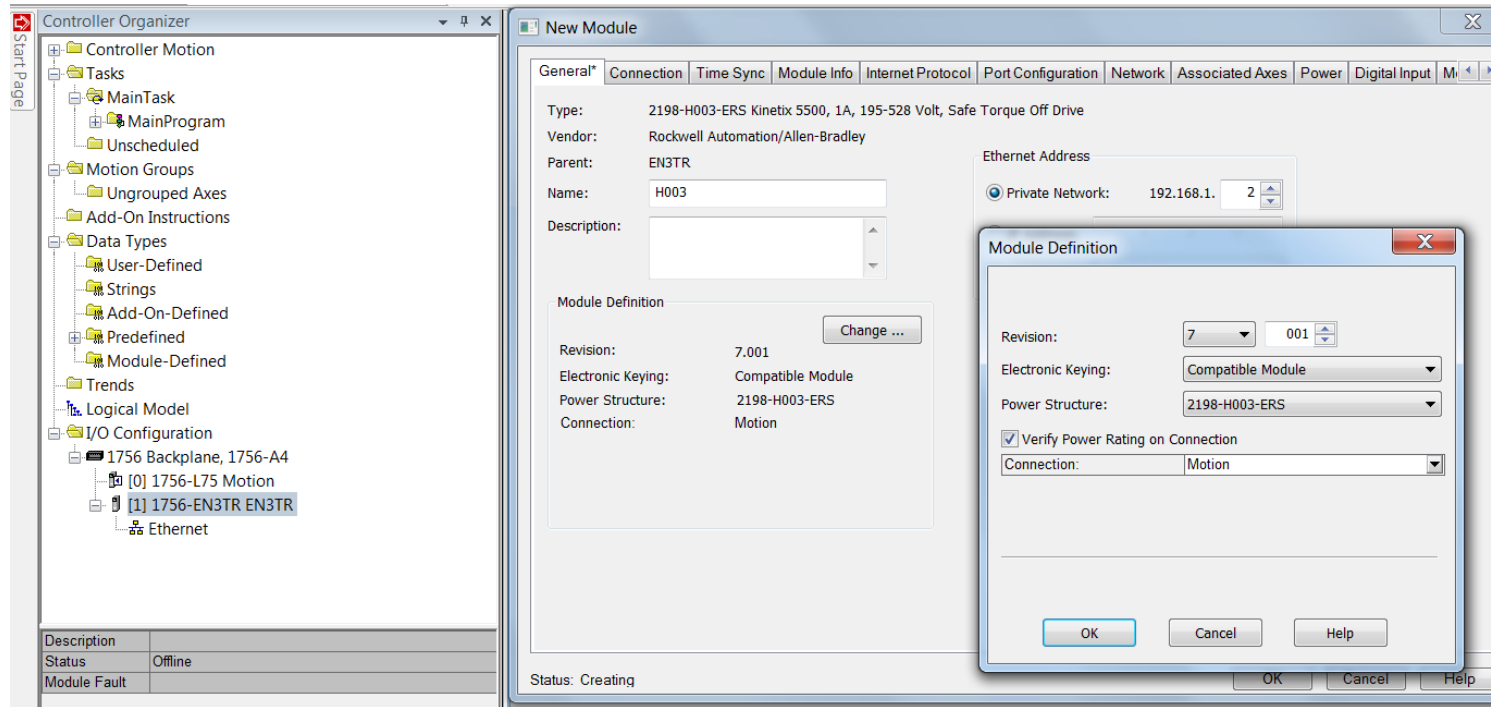 Start Page
Controller Organizer
Controller Motion
Tasks
MainTask
MainProgram
Unscheduled
Motion Groups
Ungrouped Axes
Add-On Instructions
Data Types
User-Defined
Strings
Add-On-Defined
Predefined
Module-Defined
Trends
Logical Model
I/O Configuration
1756 Backplane, 1756-A4
[0] 1756-L75 Motion
[1] 1756-EN3TR EN3TR
Ethernet
Description
Status Offline
Module Fault
New Module
General* Connection Time Sync Module Info Internet Protocol Port Configuration Network Associated Axes Power Digital Input
Type: 2198-H003-ERS Kinetix 5500, 1A, 195-528 Volt, Safe Torque Off Drive
Vendor: Rockwell Automation/Allen-Bradley
Parent: EN3TR
Name: H003
Description:
Ethernet Address
Private Network: 192.168.1. 2
Module Definition
Change ...
Revision: 7.001
Electronic Keying: Compatible Module
Power Structure: 2198-H003-ERS
Connection: Motion
Status: Creating
OK Cancel Help
Module Definition
Revision: 7 001
Electronic Keying: Compatible Module
Power Structure: 2198-H003-ERS
Verify Power Rating on Connection
Connection: Motion
OK Cancel Help